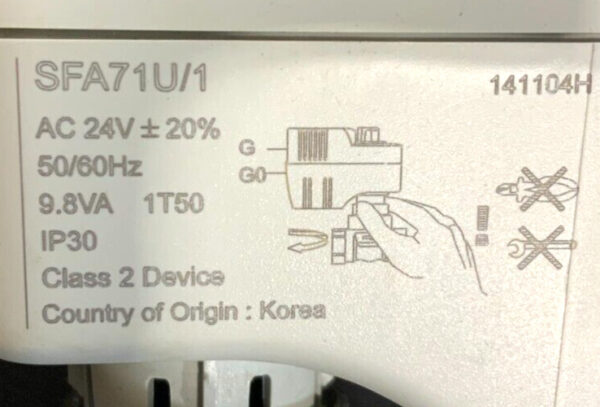 SFA71U/1
141104H
AC 24V ± 20%
50/60Hz
9.8VA 1T50
IP30
Class 2 Device
Country of Origin : Korea
G
G0